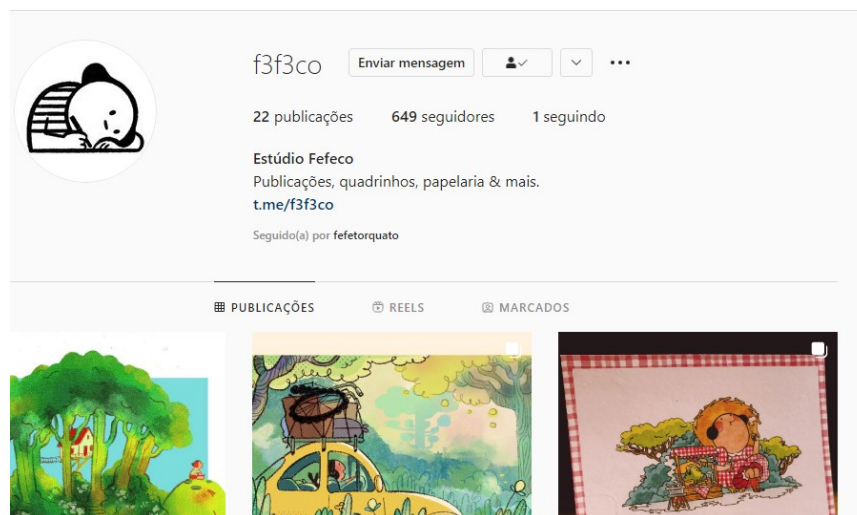 f3f3co Enviar mensagem
22 publicações 649 seguidores 1 seguindo
Estúdio Fefeco
Publicações, quadrinhos, papelaria & mais.
t.me/f3f3co
Seguido(a) por fefetorquato
PUBLICAÇÕES REELS MARCADOS